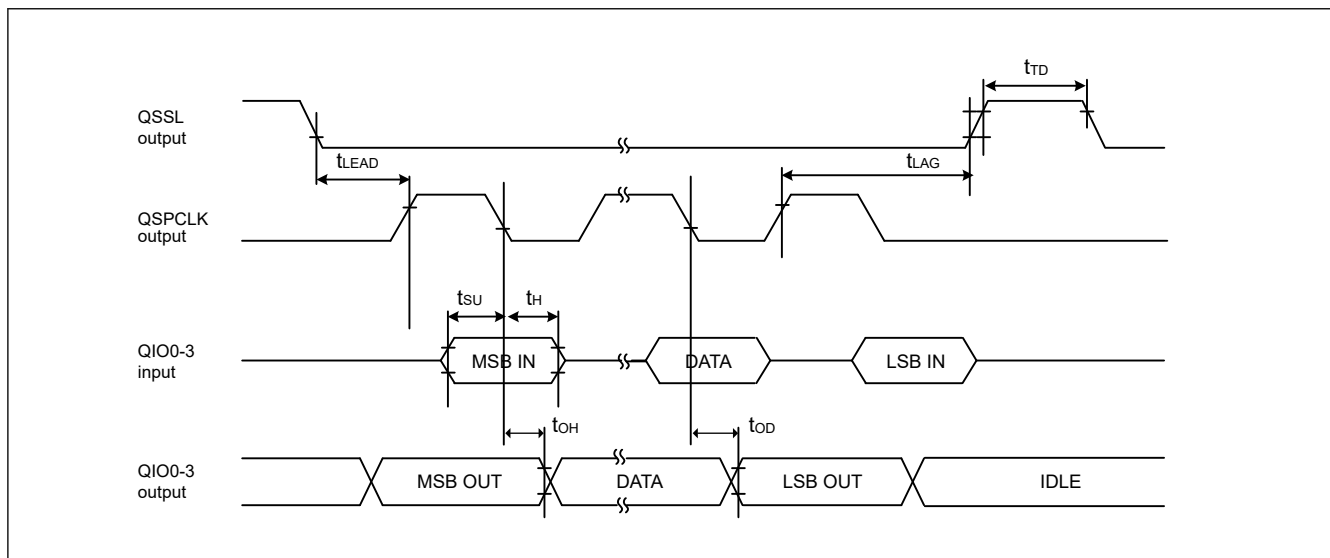 QSSL
output
tTD
tLEAD
tLAG
QSPCLK
output
tSU
tH
QIO0-3
input
MSB IN
DATA
LSB IN
tOH
tOD
QIO0-3
output
MSB OUT
DATA
LSB OUT
IDLE